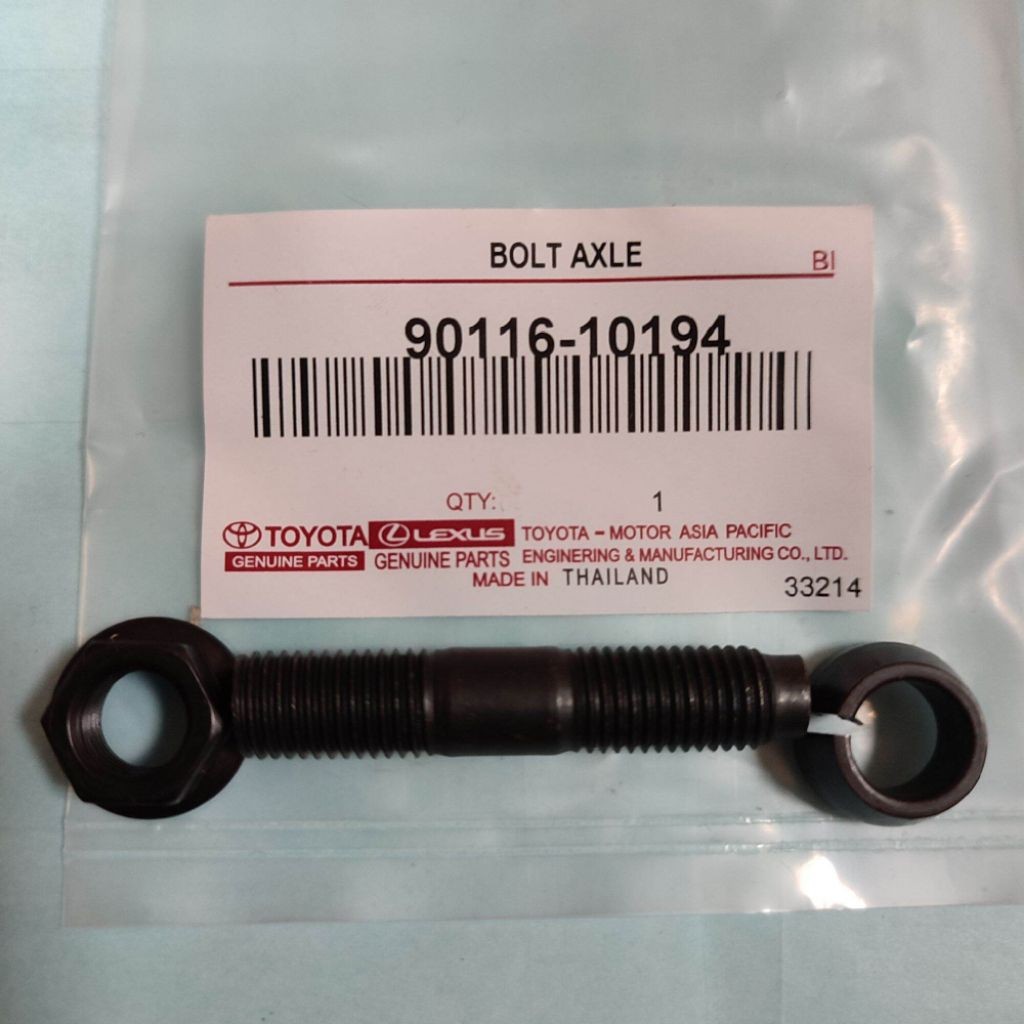 BOLT AXLE
BI
90116-10194
QTY: 1
TOYOTA LEXUS TOYOTA - MOTOR ASIA PACIFIC
GENUINE PARTS GENUINE PARTS ENGINERING & MANUFACTURING CO., LTD.
MADE IN THAILAND
33214